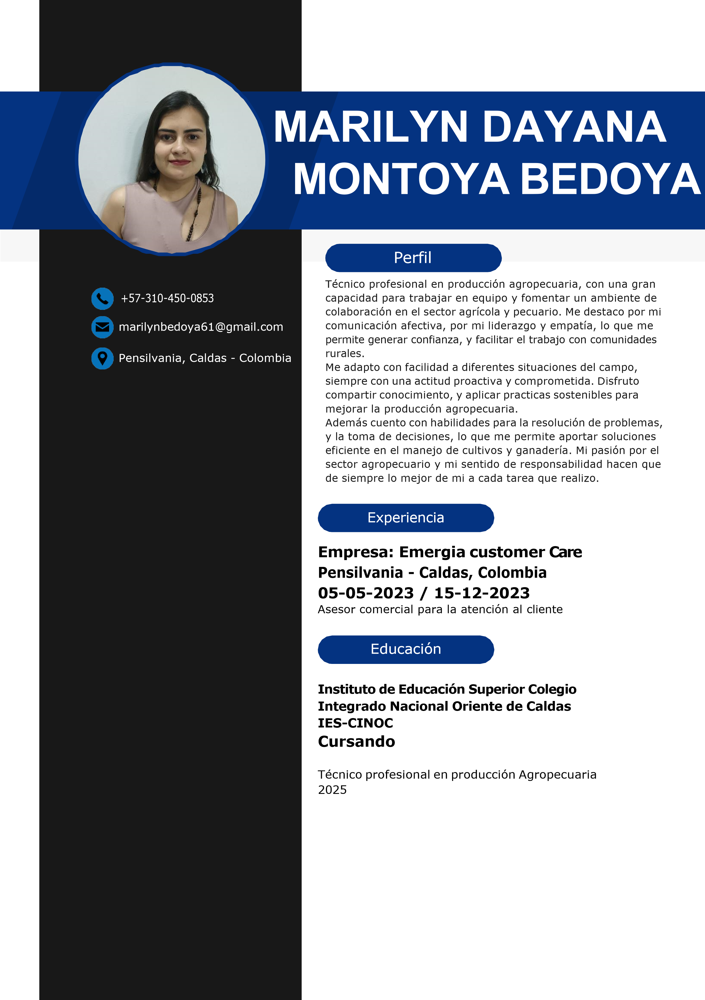 MARILYN DAYANA
MONTOYA BEDOYA
+57-310-450-0853
marilynbedoya61@gmail.com
Pensilvania, Caldas - Colombia
Perfil
Técnico profesional en producción agropecuaria, con una gran
capacidad para trabajar en equipo y fomentar un ambiente de
colaboración en el sector agrícola y pecuario. Me destaco por mi
comunicación afectiva, por mi liderazgo y empatía, lo que me
permite generar confianza, y facilitar el trabajo con comunidades
rurales.
Me adapto con facilidad a diferentes situaciones del campo,
siempre con una actitud proactiva y comprometida. Disfruto
compartir conocimiento, y aplicar practicas sostenibles para
mejorar la producción agropecuaria.
Además cuento con habilidades para la resolución de problemas,
y la toma de decisiones, lo que me permite aportar soluciones
eficiente en el manejo de cultivos y ganadería. Mi pasión por el
sector agropecuario y mi sentido de responsabilidad hacen que
de siempre lo mejor de mi a cada tarea que realizo.
Experiencia
Empresa: Emergia customer Care
Pensilvania - Caldas, Colombia
05-05-2023 / 15-12-2023
Asesor comercial para la atención al cliente
Educación
Instituto de Educación Superior Colegio
Integrado Nacional Oriente de Caldas
IES-CINOC
Cursando
Técnico profesional en producción Agropecuaria
2025